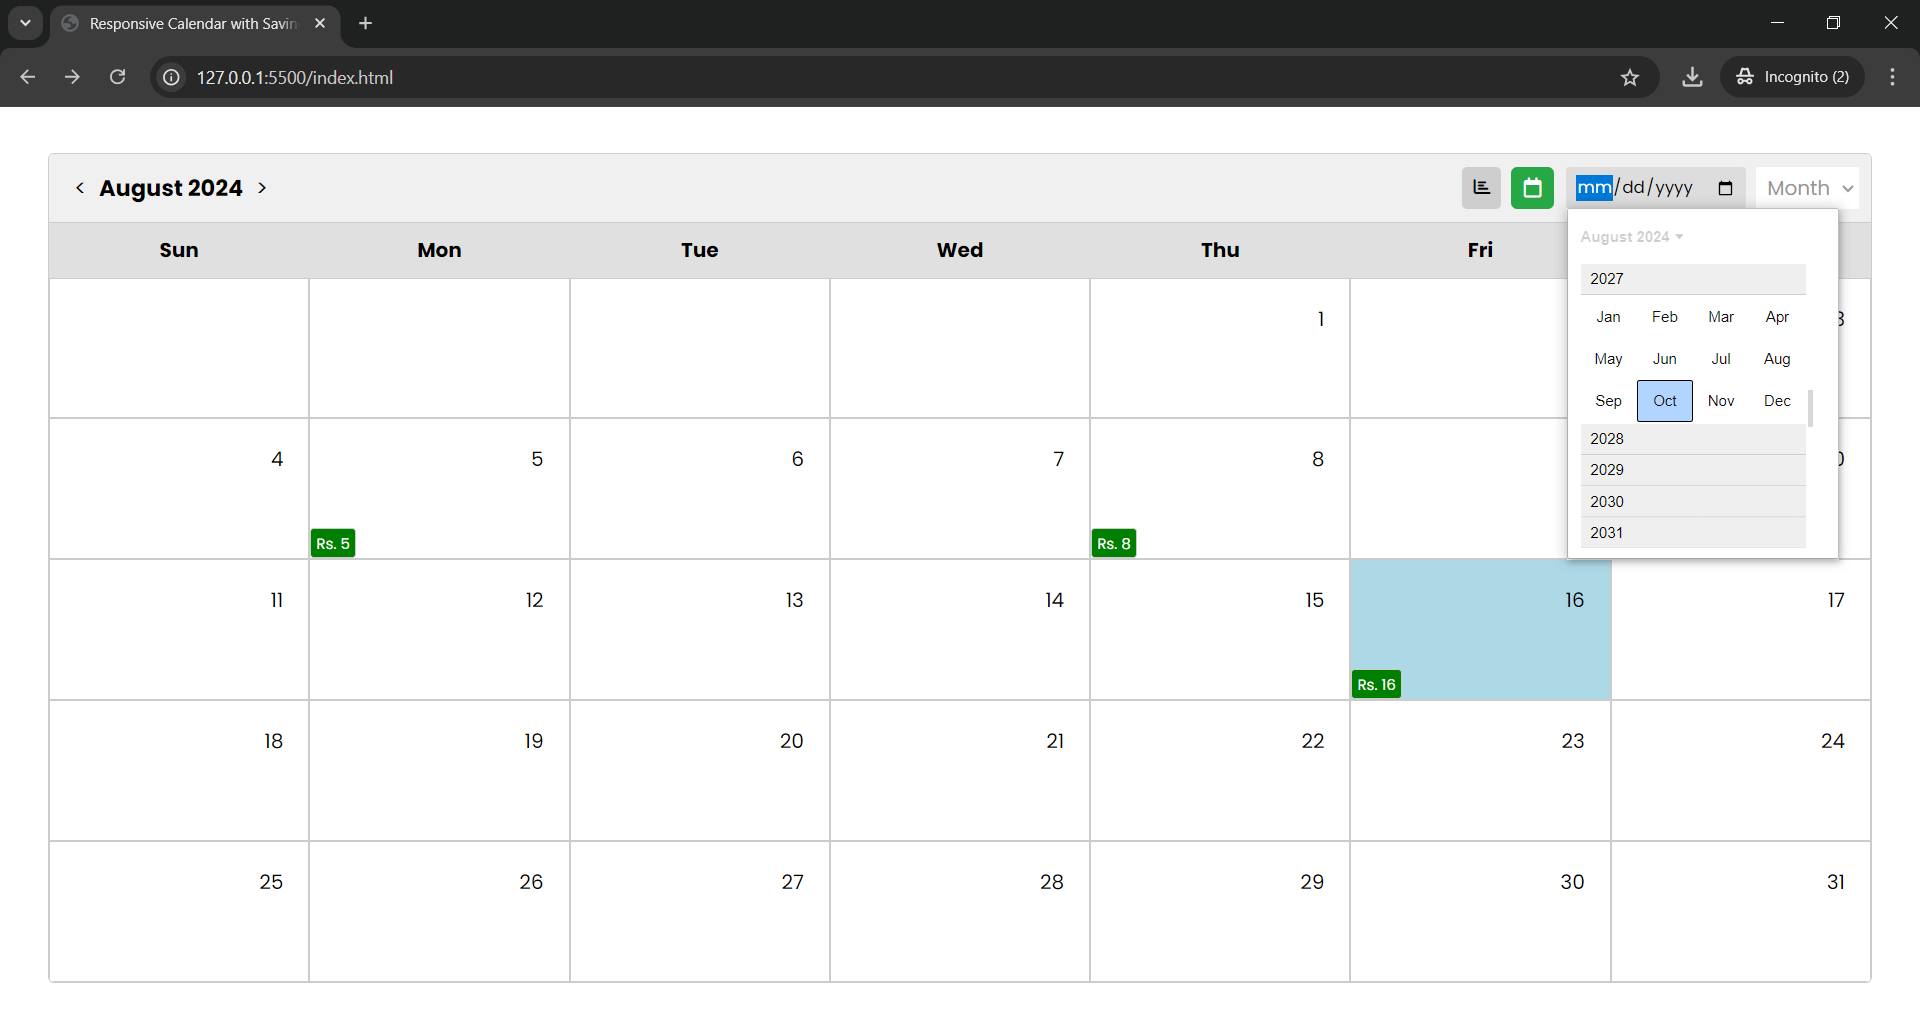 Responsive Calendar with Savin
127.0.0.1:5500/index.html
Incognito (2)
< August 2024 >
mm/dd/yyyy
Month
Sun Mon Tue Wed Thu Fri
August 2024
2027
Jan Feb Mar Apr
May Jun Jul Aug
Sep Oct Nov Dec
2028
2029
2030
2031
1
4 5 6 7 8
Rs. 5 Rs. 8
11 12 13 14 15 16 17
Rs. 16
18 19 20 21 22 23 24
25 26 27 28 29 30 31